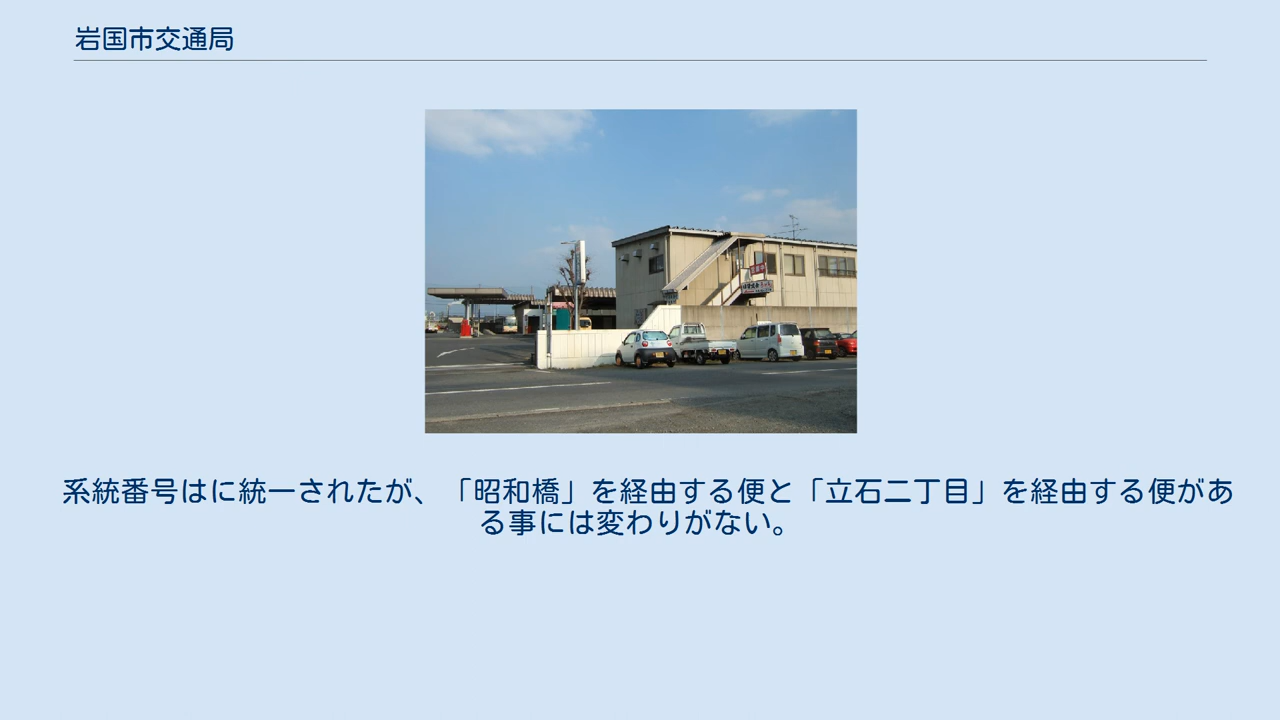 岩国市交通局
系統番号はに統一されたが、「昭和橋」を経由する便と「立石二丁目」を経由する便があ
る事には変わりがない。